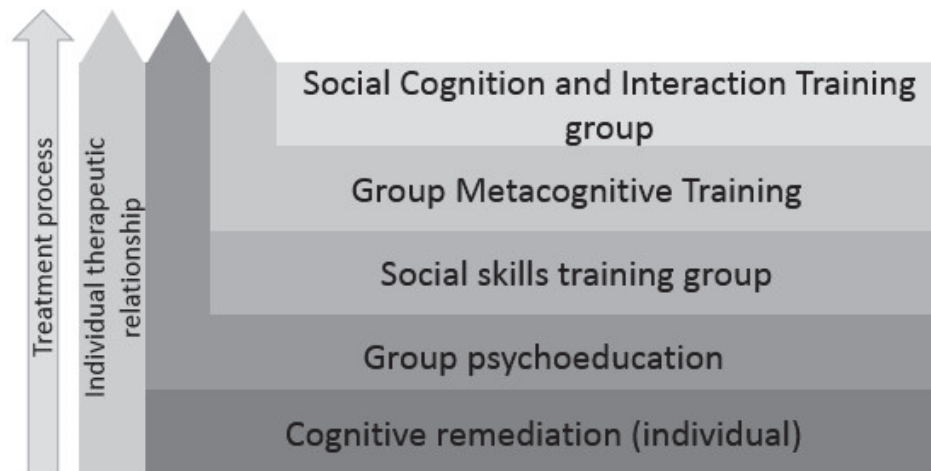 Treatment process
Individual therapeutic
relationship
Social Cognition and Interaction Training
group
Group Metacognitive Training
Social skills training group
Group psychoeducation
Cognitive remediation (individual)